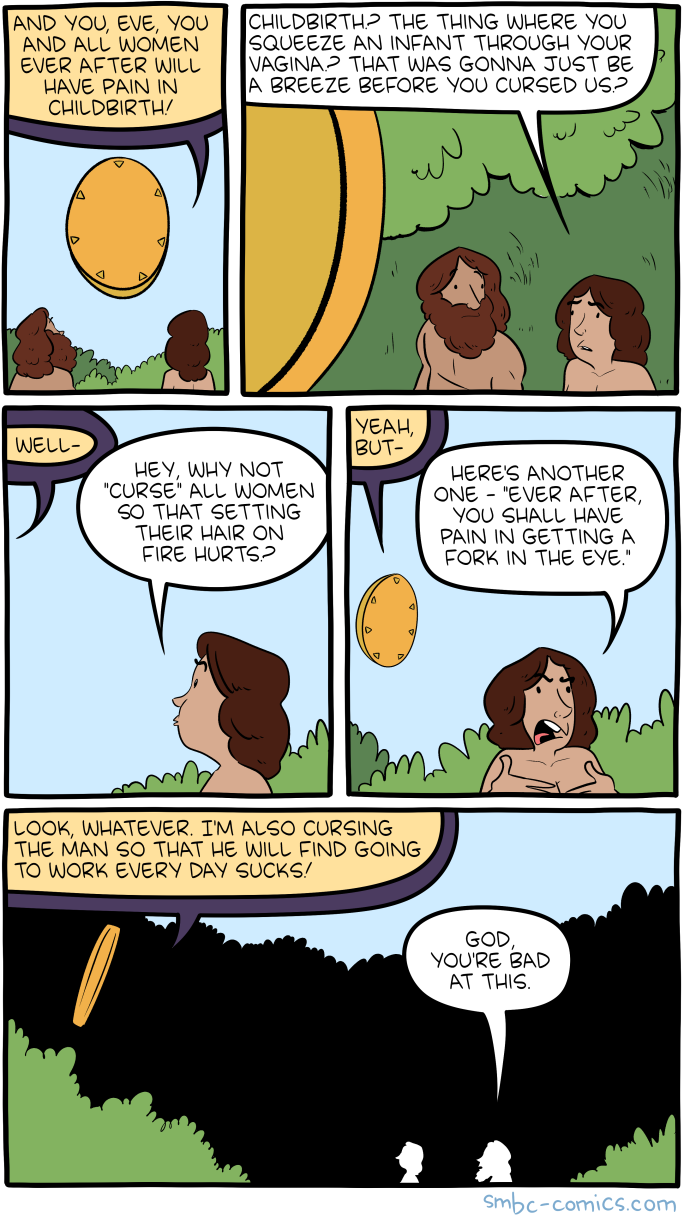 AND YOU, EVE, YOU
AND ALL WOMEN
EVER AFTER WILL
HAVE PAIN IN
CHILDBIRTH!
CHILDBIRTH? THE THING WHERE YOU
SQUEEZE AN INFANT THROUGH YOUR
VAGINA? THAT WAS GONNA JUST BE
A BREEZE BEFORE YOU CURSED US?
WELL-
HEY, WHY NOT
"CURSE" ALL WOMEN
SO THAT SETTING
THEIR HAIR ON
FIRE HURTS?
YEAH,
BUT-
HERE'S ANOTHER
ONE - "EVER AFTER,
YOU SHALL HAVE
PAIN IN GETTING A
FORK IN THE EYE."
LOOK, WHATEVER. I'M ALSO CURSING
THE MAN SO THAT HE WILL FIND GOING
TO WORK EVERY DAY SUCKS!
GOD,
YOU'RE BAD
AT THIS.
smbc-comics.com